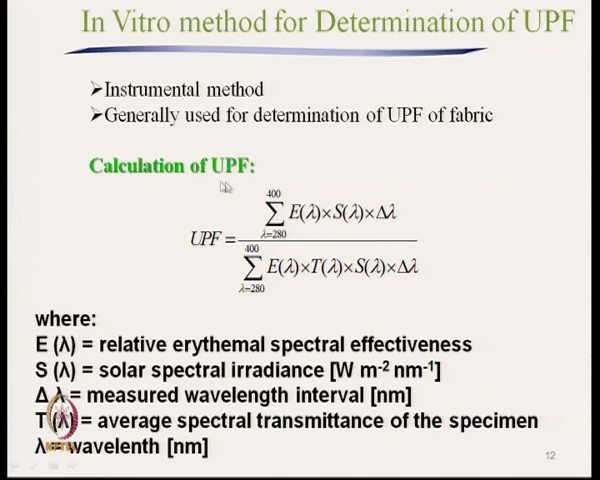 In Vitro method for Determination of UPF
➢Instrumental method
➢Generally used for determination of UPF of fabric
Calculation of UPF:
400
∑ E(λ)×S(λ)×Δλ
λ=280
UPF =
400
∑ E(λ)×T(λ)×S(λ)×Δλ
λ=280
where:
E (λ) = relative erythemal spectral effectiveness
S (λ) = solar spectral irradiance [W m-2 nm-1]
Δ λ = measured wavelength interval [nm]
T (λ) = average spectral transmittance of the specimen
λ = wavelenth [nm]
NPTEL
12